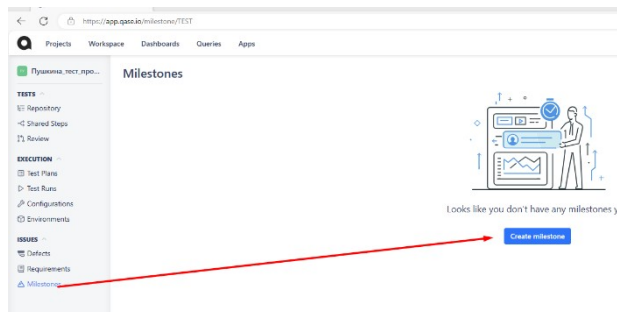 https://app.qase.io/milestone/TEST
Projects Workspace Dashboards Queries Apps
Пушкина_тест_про...
Milestones
TESTS
Repository
Shared Steps
Review
EXECUTION
Test Plans
Test Runs
Configurations
Environments
Looks like you don't have any milestones y
Create milestone
ISSUES
Defects
Requirements
Milestones